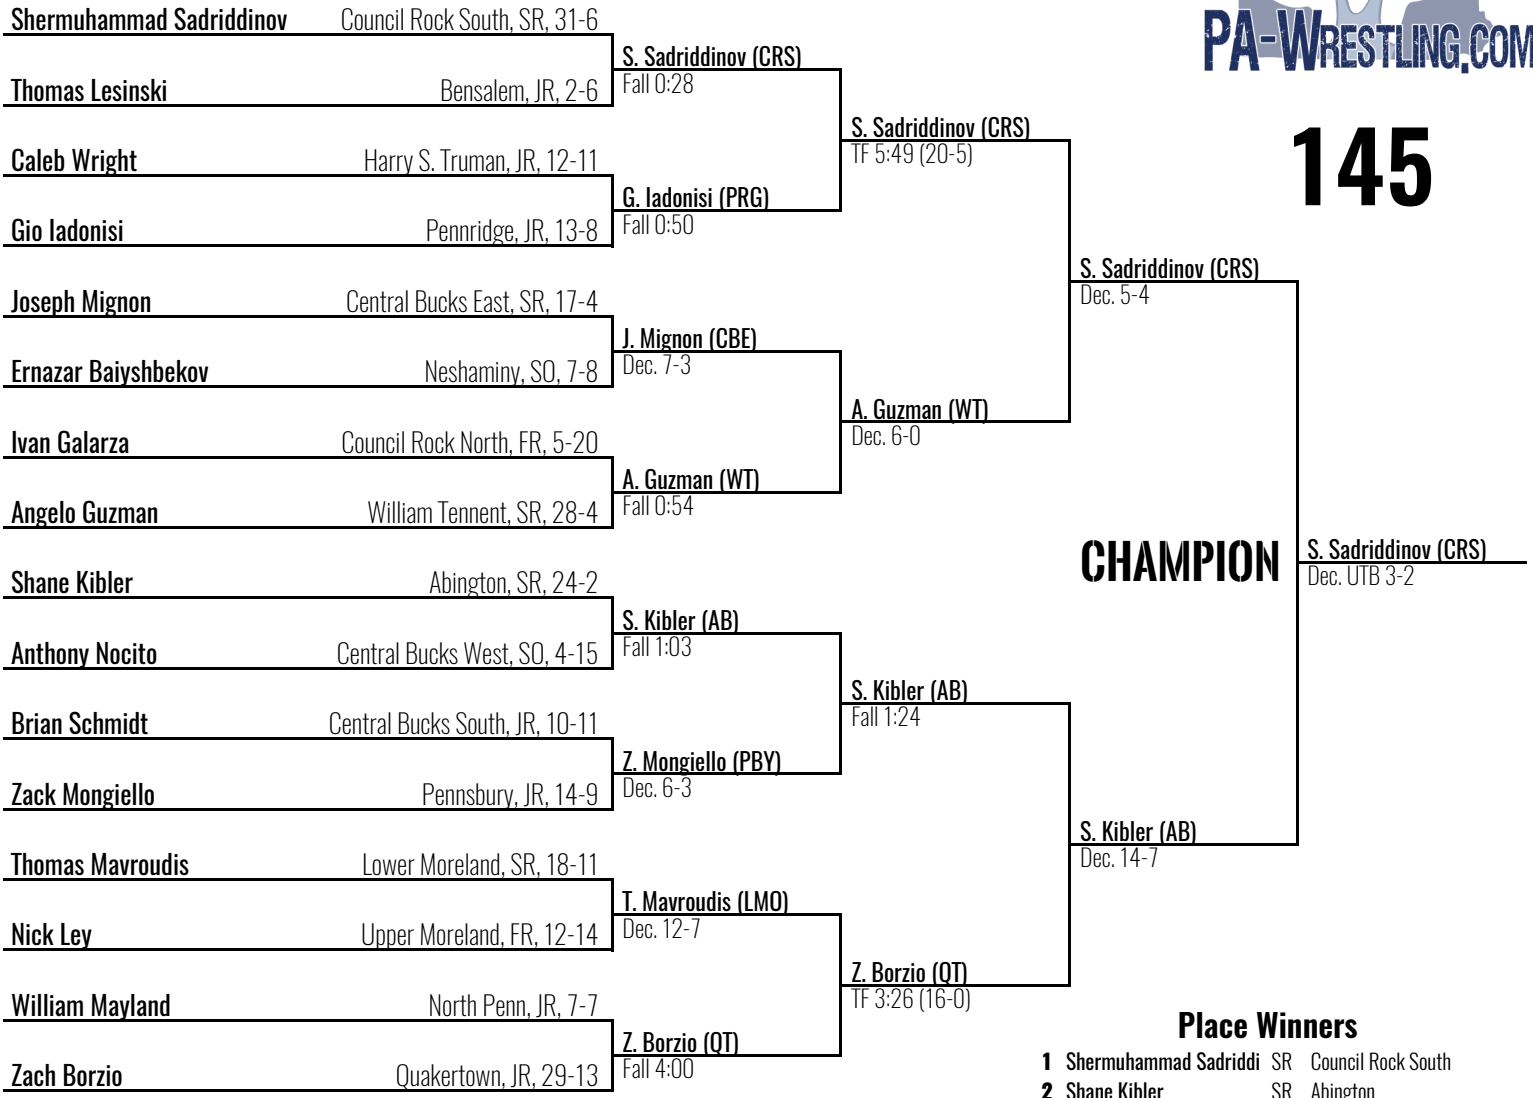 PA-WRESTLING.COM
145
Shermuhammad Sadriddinov Council Rock South, SR, 31-6
Thomas Lesinski Bensalem, JR, 2-6
Caleb Wright Harry S. Truman, JR, 12-11
Gio Iadonisi Pennridge, JR, 13-8
Joseph Mignon Central Bucks East, SR, 17-4
Ernazar Baiyshbekov Neshaminy, SO, 7-8
Ivan Galarza Council Rock North, FR, 5-20
Angelo Guzman William Tennent, SR, 28-4
Shane Kibler Abington, SR, 24-2
Anthony Nocito Central Bucks West, SO, 4-15
Brian Schmidt Central Bucks South, JR, 10-11
Zack Mongiello Pennsbury, JR, 14-9
Thomas Mavroudis Lower Moreland, SR, 18-11
Nick Ley Upper Moreland, FR, 12-14
William Mayland North Penn, JR, 7-7
Zach Borzio Quakertown, JR, 29-13
S. Sadriddinov (CRS)
Fall 0:28
G. Iadonisi (PRG)
Fall 0:50
J. Mignon (CBE)
Dec. 7-3
A. Guzman (WT)
Fall 0:54
S. Kibler (AB)
Fall 1:03
Z. Mongiello (PBY)
Dec. 6-3
T. Mavroudis (LMO)
Dec. 12-7
Z. Borzio (QT)
Fall 4:00
S. Sadriddinov (CRS)
TF 5:49 (20-5)
A. Guzman (WT)
Dec. 6-0
S. Kibler (AB)
Fall 1:24
Z. Borzio (QT)
TF 3:26 (16-0)
S. Sadriddinov (CRS)
Dec. 5-4
S. Kibler (AB)
Dec. 14-7
CHAMPION
S. Sadriddinov (CRS)
Dec. UTB 3-2
Place Winners
1 Shermuhammad Sadriddi SR Council Rock South
2 Shane Kibler SR Abington